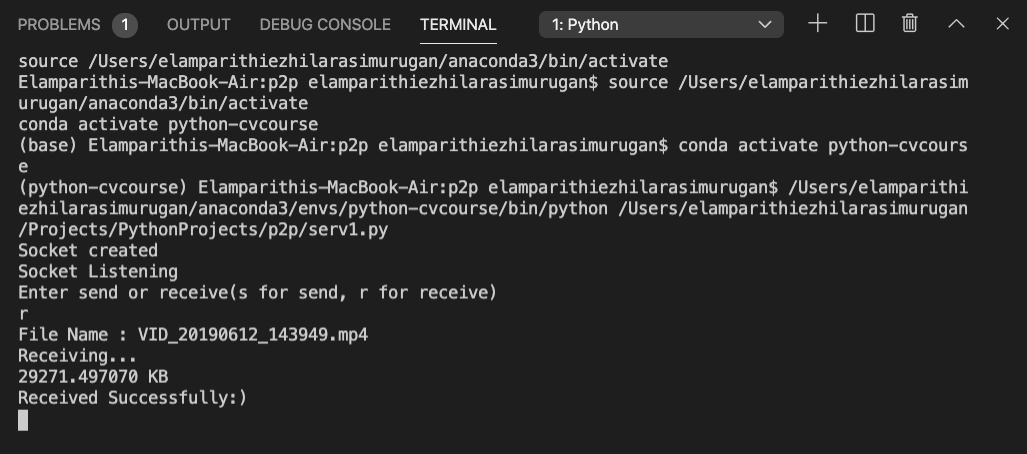 PROBLEMS 1 OUTPUT DEBUG CONSOLE TERMINAL 1: Python
source /Users/elamparithiezhilarasimurugan/anaconda3/bin/activate
Elamparithis-MacBook-Air:p2p elamparithiezhilarasimurugan$ source /Users/elamparithiezhilarasim
urugan/anaconda3/bin/activate
conda activate python-cvcourse
(base) Elamparithis-MacBook-Air:p2p elamparithiezhilarasimurugan$ conda activate python-cvcours
e
(python-cvcourse) Elamparithis-MacBook-Air:p2p elamparithiezhilarasimurugan$ /Users/elamparithi
ezhilarasimurugan/anaconda3/envs/python-cvcourse/bin/python /Users/elamparithiezhilarasimurugan
/Projects/PythonProjects/p2p/serv1.py
Socket created
Socket Listening
Enter send or receive(s for send, r for receive)
r
File Name : VID_20190612_143949.mp4
Receiving...
29271.497070 KB
Received Successfully:)